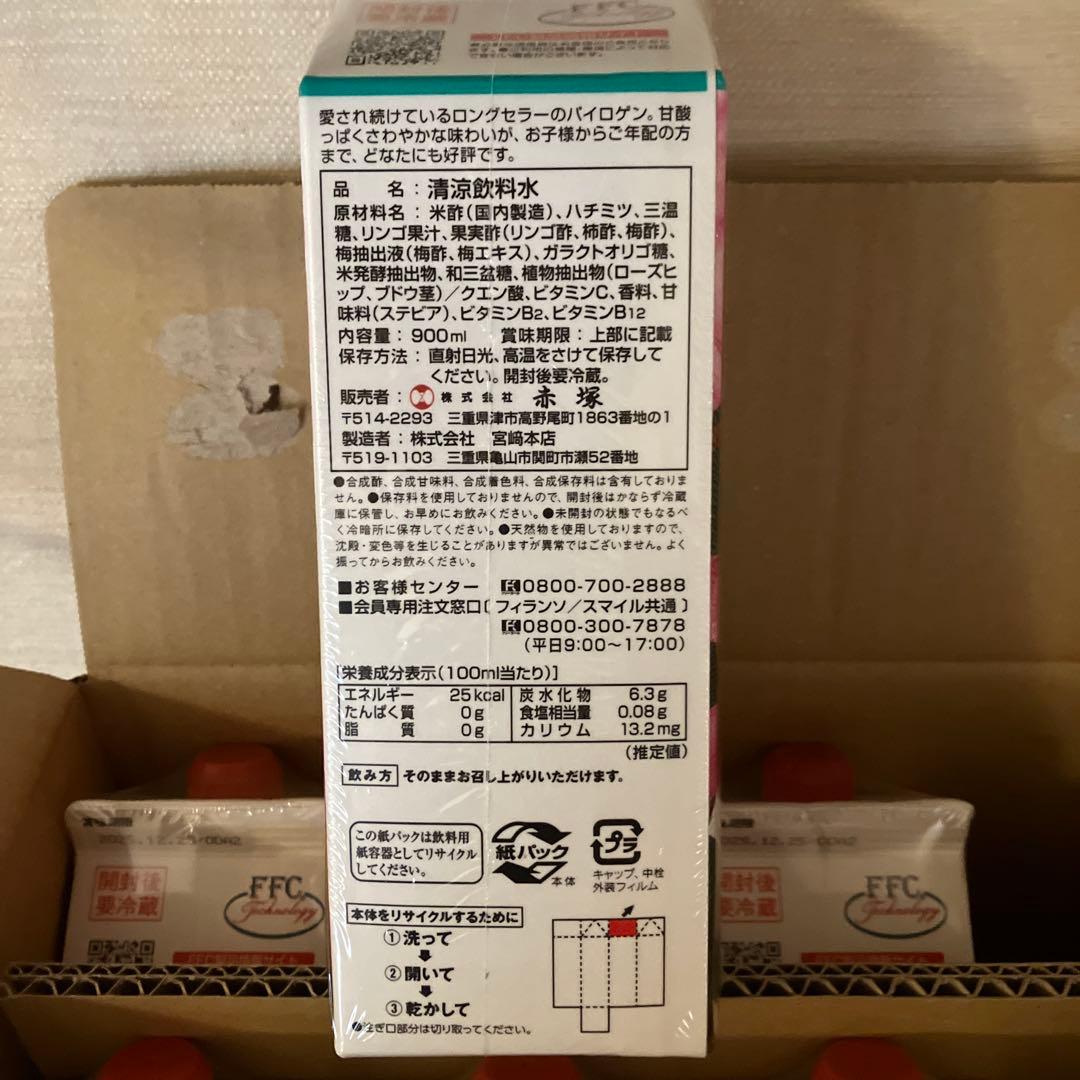 開封後
要冷蔵
FFC
愛され続けているロングセラーのパイロゲン。甘酸
っぱくさわやかな味わいが、お子様からご年配の方
まで、どなたにも好評です。
品 名：清涼飲料水
原材料名：米酢（国内製造）、ハチミツ、三温
糖、リンゴ果汁、果実酢（リンゴ酢、柿酢、梅酢）、
梅抽出液（梅酢、梅エキス）、ガラクトオリゴ糖、
米発酵抽出物、和三盆糖、植物抽出物（ローズヒ
ップ、ブドウ茎）／クエン酸、ビタミンC、香料、甘
味料（ステビア）、ビタミンB2、ビタミンB12
内容量：900ml 賞味期限：上部に記載
保存方法：直射日光、高温をさけて保存して
ください。開封後要冷蔵。
販売者：株式会社 赤塚
〒514-2293 三重県津市高野尾町1863番地の1
製造者：株式会社 宮﨑本店
〒519-1103 三重県亀山市関町市瀬52番地
●合成酢、合成甘味料、合成着色料、合成保存料は含有しておりま
せん。●保存料を使用しておりませんので、開封後はかならず冷蔵
庫に保管し、お早めにお飲みください。●未開封の状態でもなるべ
く冷暗所に保存してください。●天然物を使用しておりますので、
沈殿・変色等を生じることがありますが異常ではございません。よく
振ってからお飲みください。
■お客様センター 0800-700-2888
■会員専用注文窓口〔フィランソ／スマイル共通〕
0800-300-7878
（平日9:00〜17:00）
［栄養成分表示（100ml当たり）］
エネルギー 25kcal 炭水化物 6.3g
たんぱく質 0g 食塩相当量 0.08g
脂質 0g カリウム 13.2mg
（推定値）
飲み方 そのままお召し上がりいただけます。
この紙パックは飲料用
紙容器としてリサイクル
してください。
紙パック
本体
プラ
キャップ、中栓
外装フィルム
本体をリサイクルするために
①洗って
②開いて
③乾かして
●注ぎ口部分は切り取ってください。
開封後
要冷蔵
FFC
Technology
開封後
要冷蔵
FFC
Technology